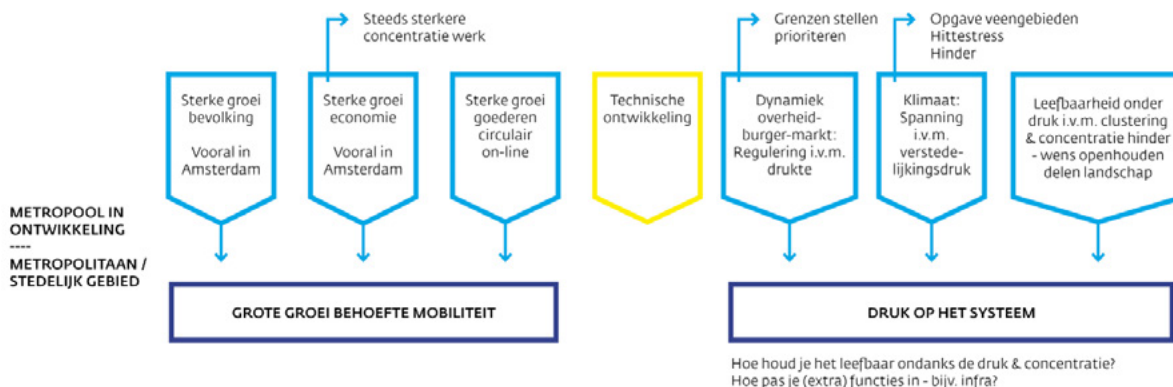 Steeds sterkere
concentratie werk
Grenzen stellen
prioriteren
Opgave veengebieden
Hittestress
Hinder
Sterke groei
bevolking
Vooral in
Amsterdam
Sterke groei
economie
Vooral in
Amsterdam
Sterke groei
goederen
circulair
on-line
Technische
ontwikkeling
Dynamiek
overheid-
burger-markt:
Regulering i.v.m.
drukte
Klimaat:
Spanning
i.v.m.
verstede-
lijkingsdruk
Leefbaarheid onder
druk i.v.m. clustering
& concentratie hinder
- wens openhouden
delen landschap
METROPOOL IN
ONTWIKKELING
----
METROPOLITAAN /
STEDELIJK GEBIED
GROTE GROEI BEHOEFTE MOBILITEIT
DRUK OP HET SYSTEEM
Hoe houd je het leefbaar ondanks de druk & concentratie?
Hoe pas je (extra) functies in - bijv. infra?